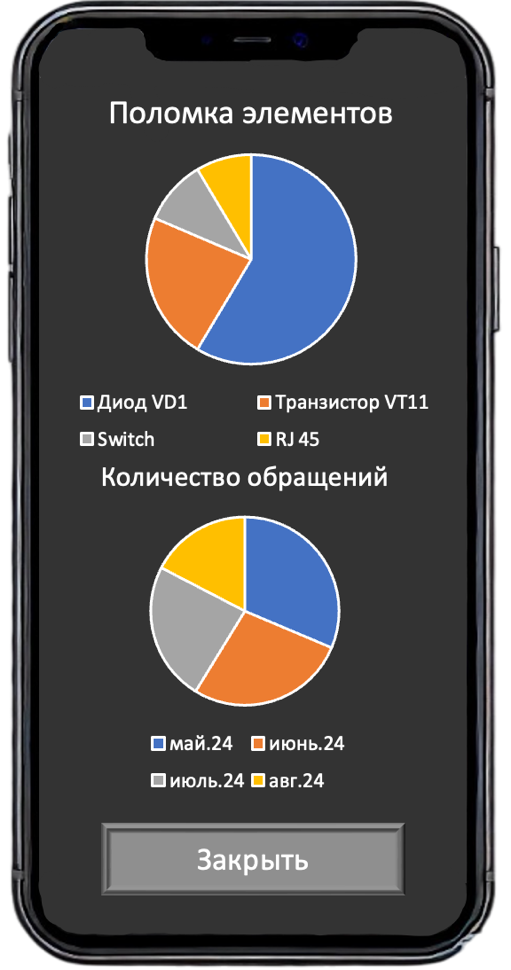 Поломка элементов
Диод VD1 Транзистор VT11
Switch RJ 45
Количество обращений
май.24 июнь.24
июль.24 авг.24
Закрыть